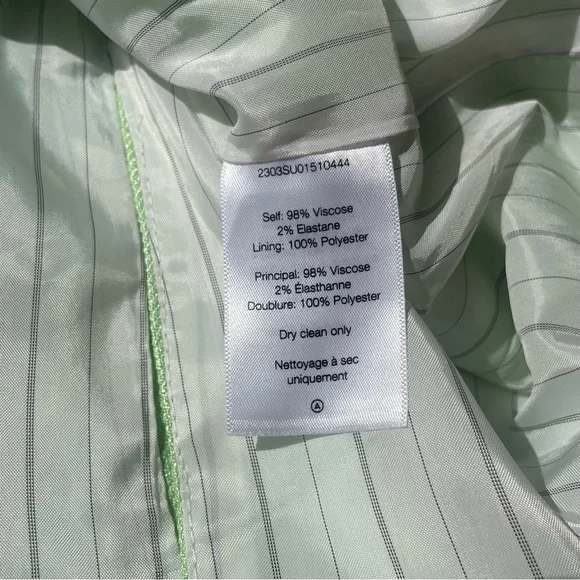 2303SU01510444
Self: 98% Viscose
2% Elastane
Lining: 100% Polyester
Principal: 98% Viscose
2% Élasthanne
Doublure: 100% Polyester
Dry clean only
Nettoyage à sec
uniquement
A